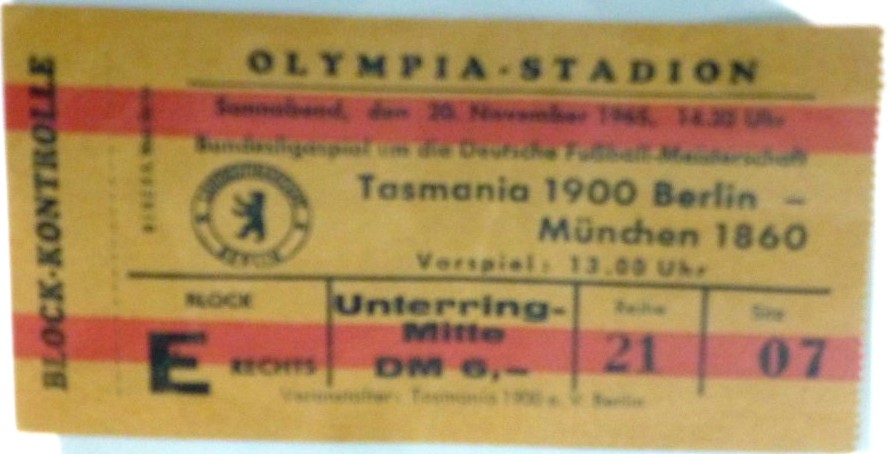 BLOCK-KONTROLLE
OLYMPIA-STADION
Sonnabend, den 20. November 1965, 14.30 Uhr
Bundesligaspiel um die Deutsche Fußball-Meisterschaft
Tasmania 1900 Berlin –
München 1860
Vorspiel: 13.00 Uhr
BERLIN
BLOCK
E RECHTS
Unterring-
Mitte
DM 6,–
Reihe
21
Sitz
07
Veranstalter: Tasmania 1900 e. V. Berlin